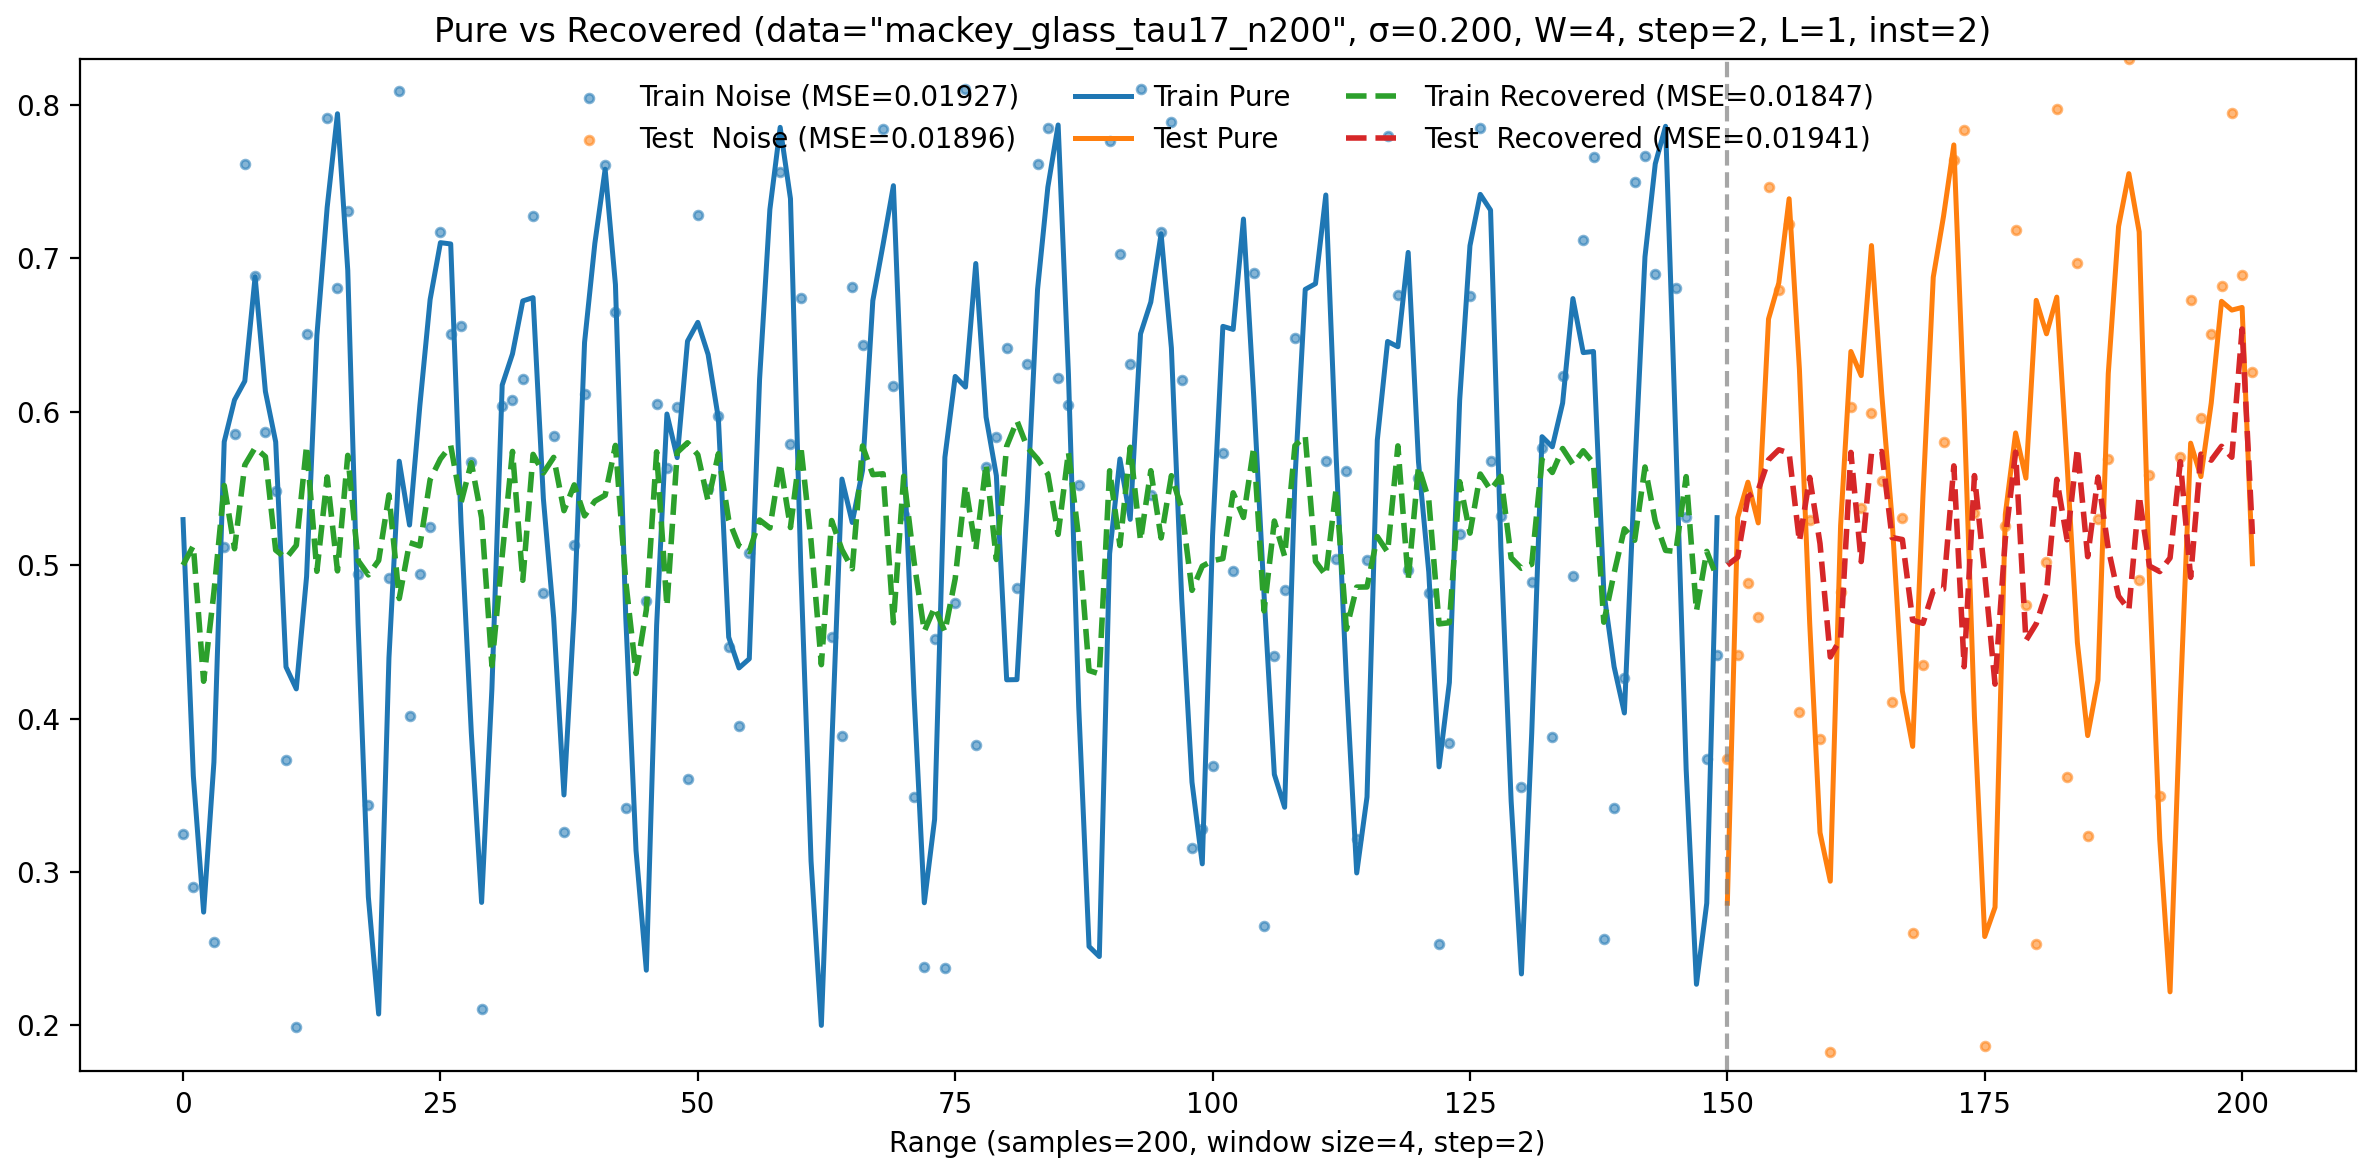 Pure vs Recovered (data="mackey_glass_tau17_n200", σ=0.200, W=4, step=2, L=1, inst=2)
Train Noise (MSE=0.01927) Train Pure Train Recovered (MSE=0.01847)
Test  Noise (MSE=0.01896) Test Pure Test  Recovered (MSE=0.01941)
0.8
0.7
0.6
0.5
0.4
0.3
0.2
0 25 50 75 100 125 150 175 200
Range (samples=200, window size=4, step=2)